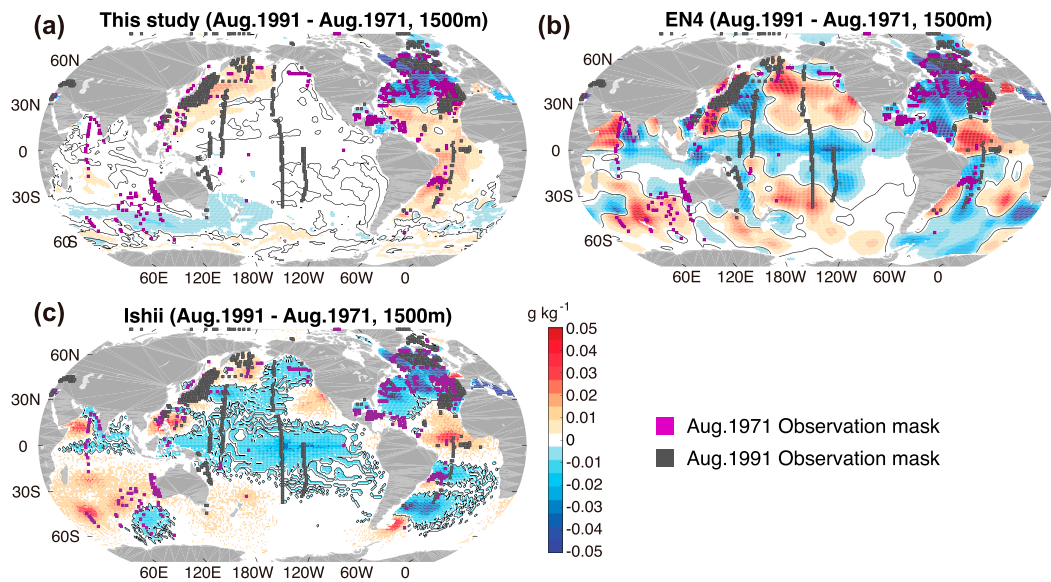 (a) This study (Aug.1991 - Aug.1971, 1500m)
60N
30N
0
30S
60S
60E 120E 180W 120W 60W 0
(b) EN4 (Aug.1991 - Aug.1971, 1500m)
60N
30N
0
30S
60S
60E 120E 180W 120W 60W 0
(c) Ishii (Aug.1991 - Aug.1971, 1500m)
60N
30N
0
30S
60S
60E 120E 180W 120W 60W 0
g kg-1
0.05
0.04
0.03
0.02
0.01
0
-0.01
-0.02
-0.03
-0.04
-0.05
Aug.1971 Observation mask
Aug.1991 Observation mask